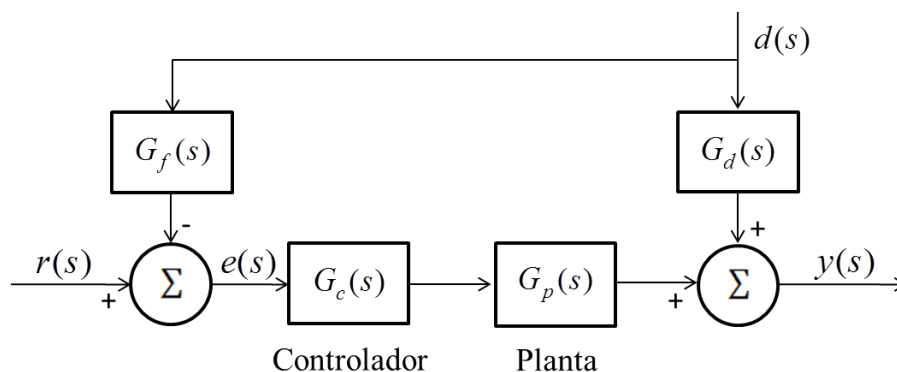 d(s)
G_f(s)
G_d(s)
-
+
r(s)
+
Σ
e(s)
G_c(s)
G_p(s)
+
Σ
y(s)
Controlador
Planta